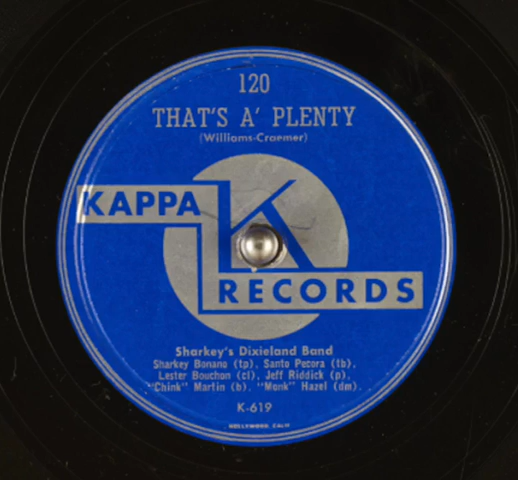 120
THAT'S A' PLENTY
(Williams-Craemer)
KAPPA
K
RECORDS
Sharkey's Dixieland Band
Sharkey Bonano (tp). Santo Pecora (tb).
Lester Bouchon (cl). Jeff Riddick (p).
"Chink" Martin (b). "Monk" Hazel (dm).
K-619
HOLLYWOOD, CALIF